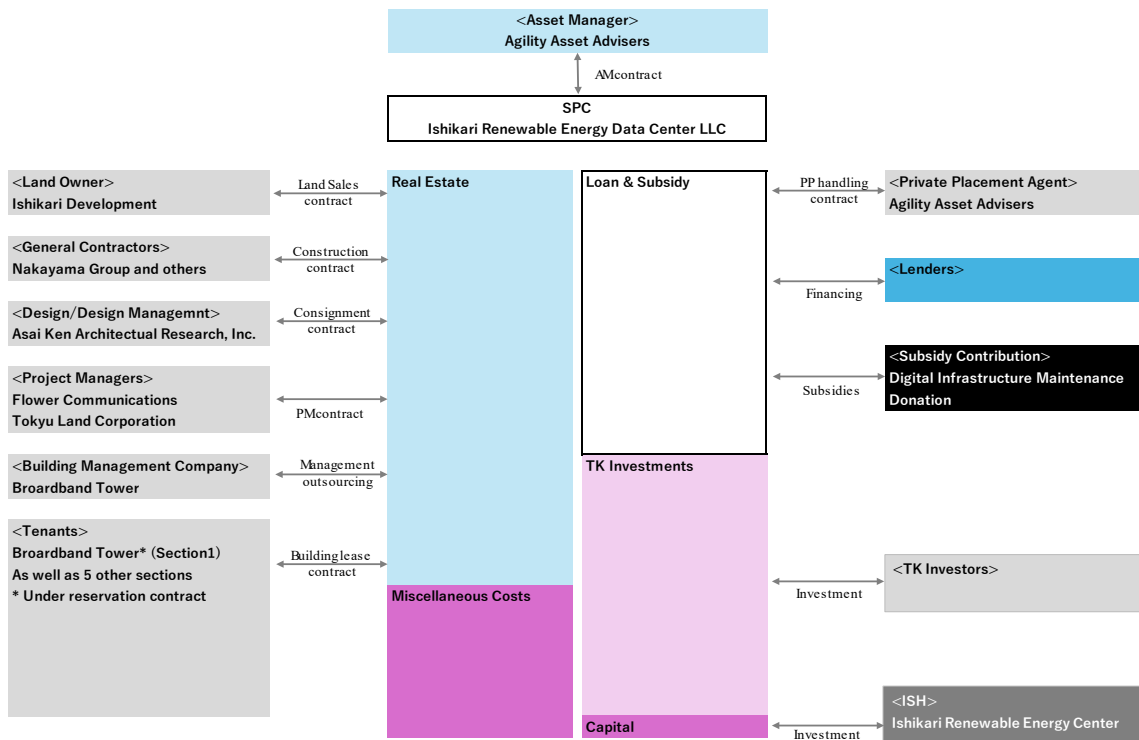 <Asset Manager>
Agility Asset Advisers
AMcontract
SPC
Ishikari Renewable Energy Data Center LLC
<Land Owner>
Ishikari Development
Land Sales
contract
<General Contractors>
Nakayama Group and others
Construction
contract
<Design/Design Managemnt>
Asai Ken Architectual Research, Inc.
Consignment
contract
<Project Managers>
Flower Communications
Tokyu Land Corporation
PMcontract
<Building Management Company>
Broardband Tower
Management
outsourcing
<Tenants>
Broardband Tower* (Section1)
As well as 5 other sections
* Under reservation contract
Building lease
contract
Real Estate
Miscellaneous Costs
Loan & Subsidy
TK Investments
Capital
PP handling
contract
<Private Placement Agent>
Agility Asset Advisers
Financing
<Lenders>
Subsidies
<Subsidy Contribution>
Digital Infrastructure Maintenance
Donation
Investment
<TK Investors>
Investment
<ISH>
Ishikari Renewable Energy Center